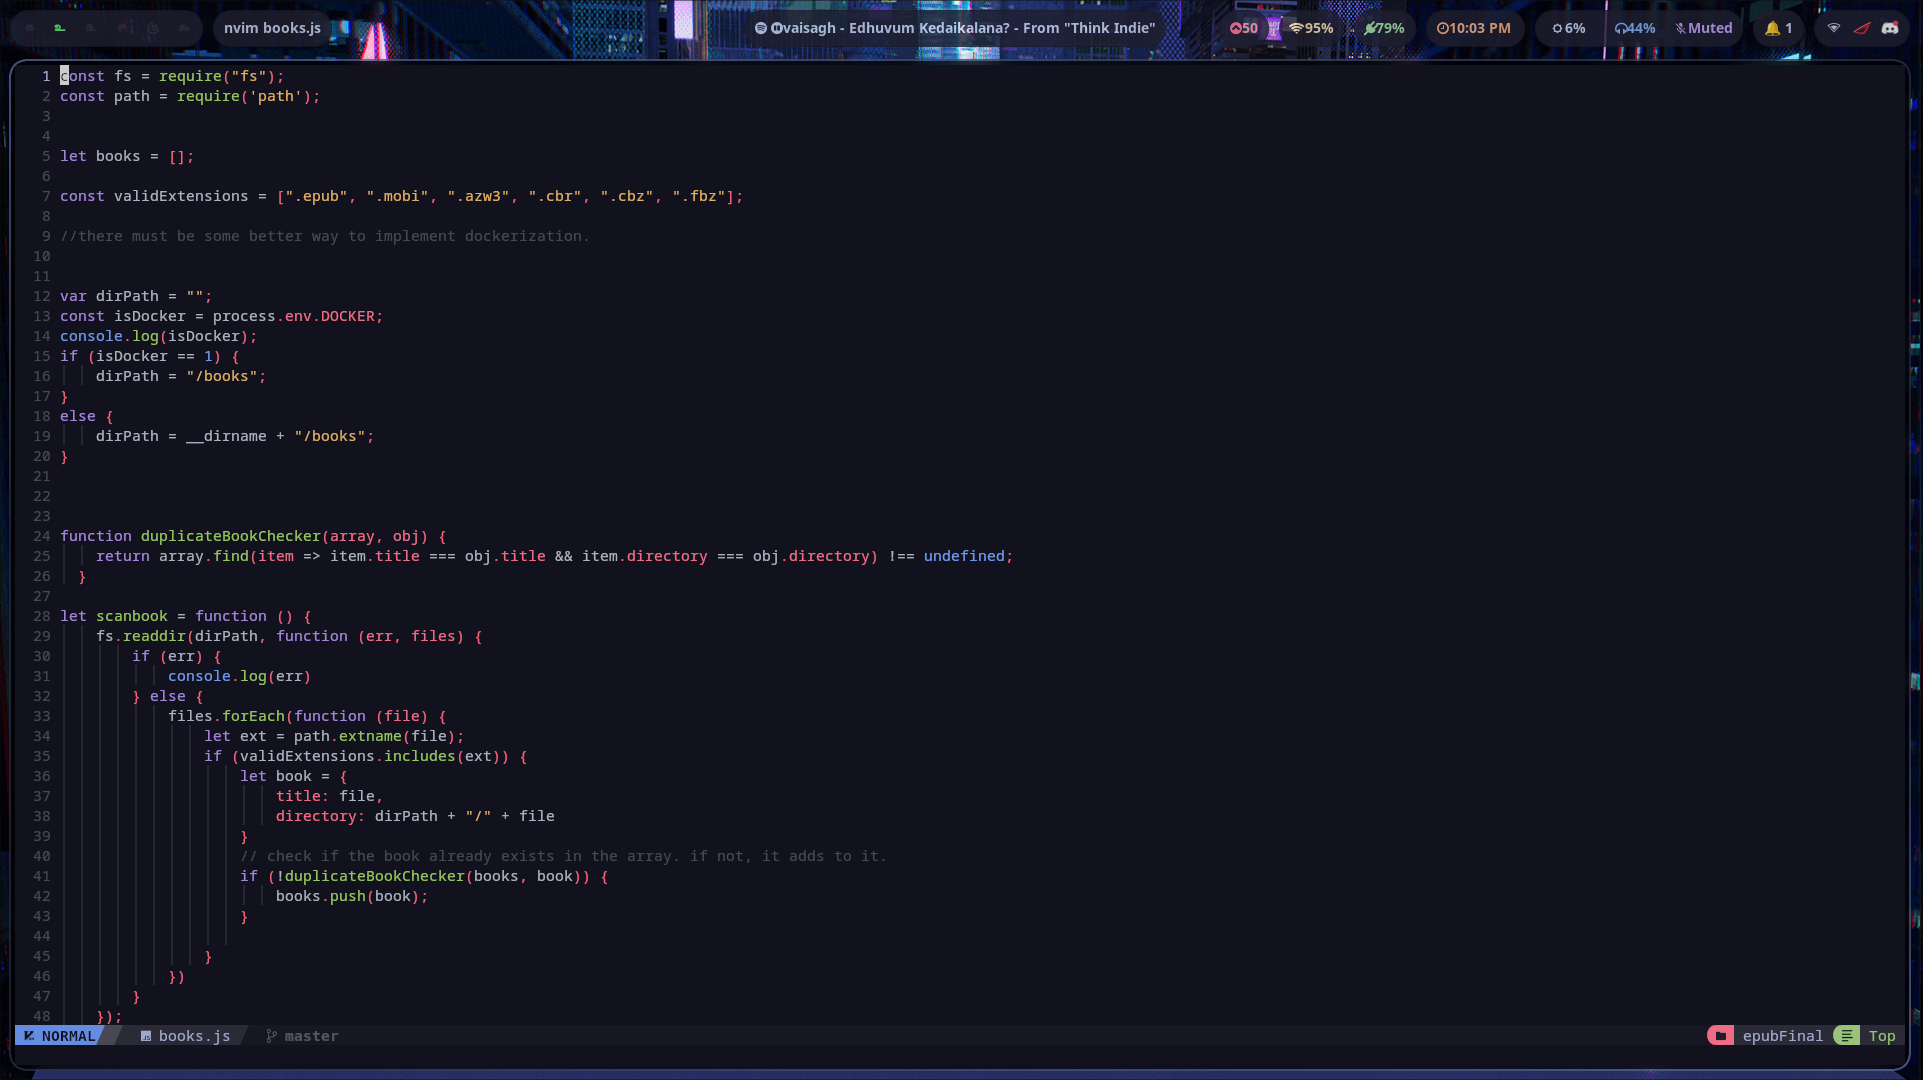 nvim books.js
vaisagh - Edhuvum Kedaikalana? - From "Think Indie"
50
95%
79%
10:03 PM
6%
44%
Muted
1
1 const fs = require("fs");
2 const path = require('path');
3
4
5 let books = [];
6
7 const validExtensions = [".epub", ".mobi", ".azw3", ".cbr", ".cbz", ".fbz"];
8
9 //there must be some better way to implement dockerization.
10
11
12 var dirPath = "";
13 const isDocker = process.env.DOCKER;
14 console.log(isDocker);
15 if (isDocker == 1) {
16     dirPath = "/books";
17 }
18 else {
19     dirPath = __dirname + "/books";
20 }
21
22
23
24 function duplicateBookChecker(array, obj) {
25     return array.find(item => item.title === obj.title && item.directory === obj.directory) !== undefined;
26   }
27
28 let scanbook = function () {
29     fs.readdir(dirPath, function (err, files) {
30         if (err) {
31             console.log(err)
32         } else {
33             files.forEach(function (file) {
34                 let ext = path.extname(file);
35                 if (validExtensions.includes(ext)) {
36                     let book = {
37                         title: file,
38                         directory: dirPath + "/" + file
39                     }
40                     // check if the book already exists in the array. if not, it adds to it.
41                     if (!duplicateBookChecker(books, book)) {
42                         books.push(book);
43                     }
44
45                 }
46             })
47         }
48     });
NORMAL
books.js
master
epubFinal
Top